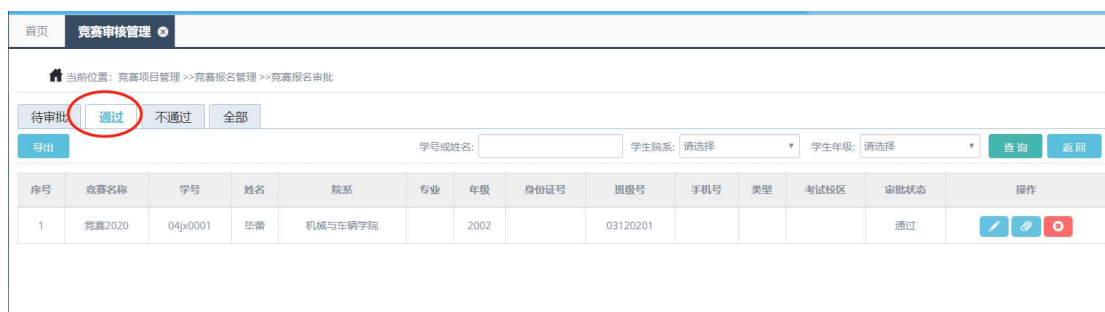 首页 竞赛审核管理
当前位置：竞赛项目管理 >>竞赛报名管理 >>竞赛报名审批
待审批 通过 不通过 全部
导出 学号或姓名: 学生院系: 请选择 学生年级: 请选择 查询 返回
序号 竞赛名称 学号 姓名 院系 专业 年级 身份证号 班级号 手机号 类型 考试校区 审批状态 操作
1 竞赛2020 04jx0001 毕蕾 机械与车辆学院 2002 03120201 通过